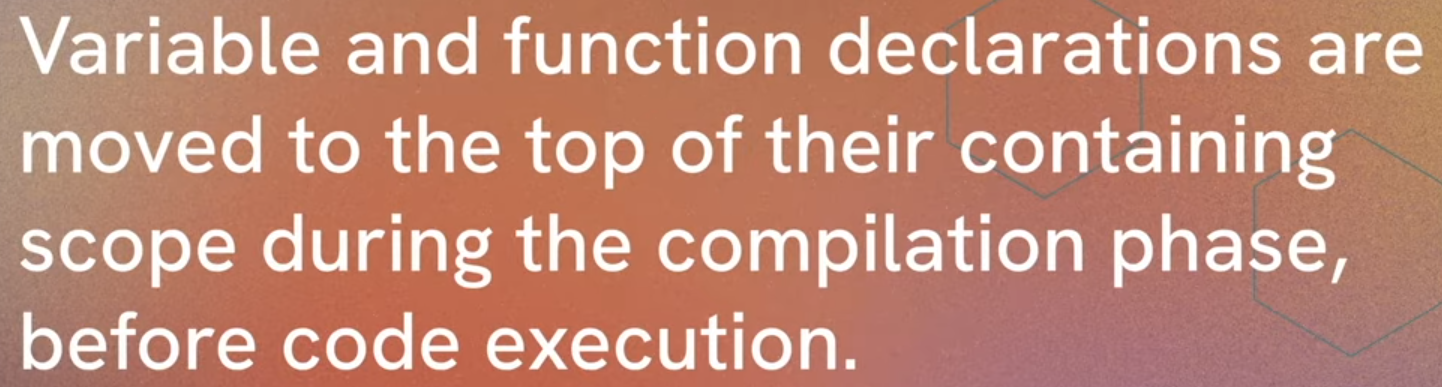 Variable and function declarations are
moved to the top of their containing
scope during the compilation phase,
before code execution.